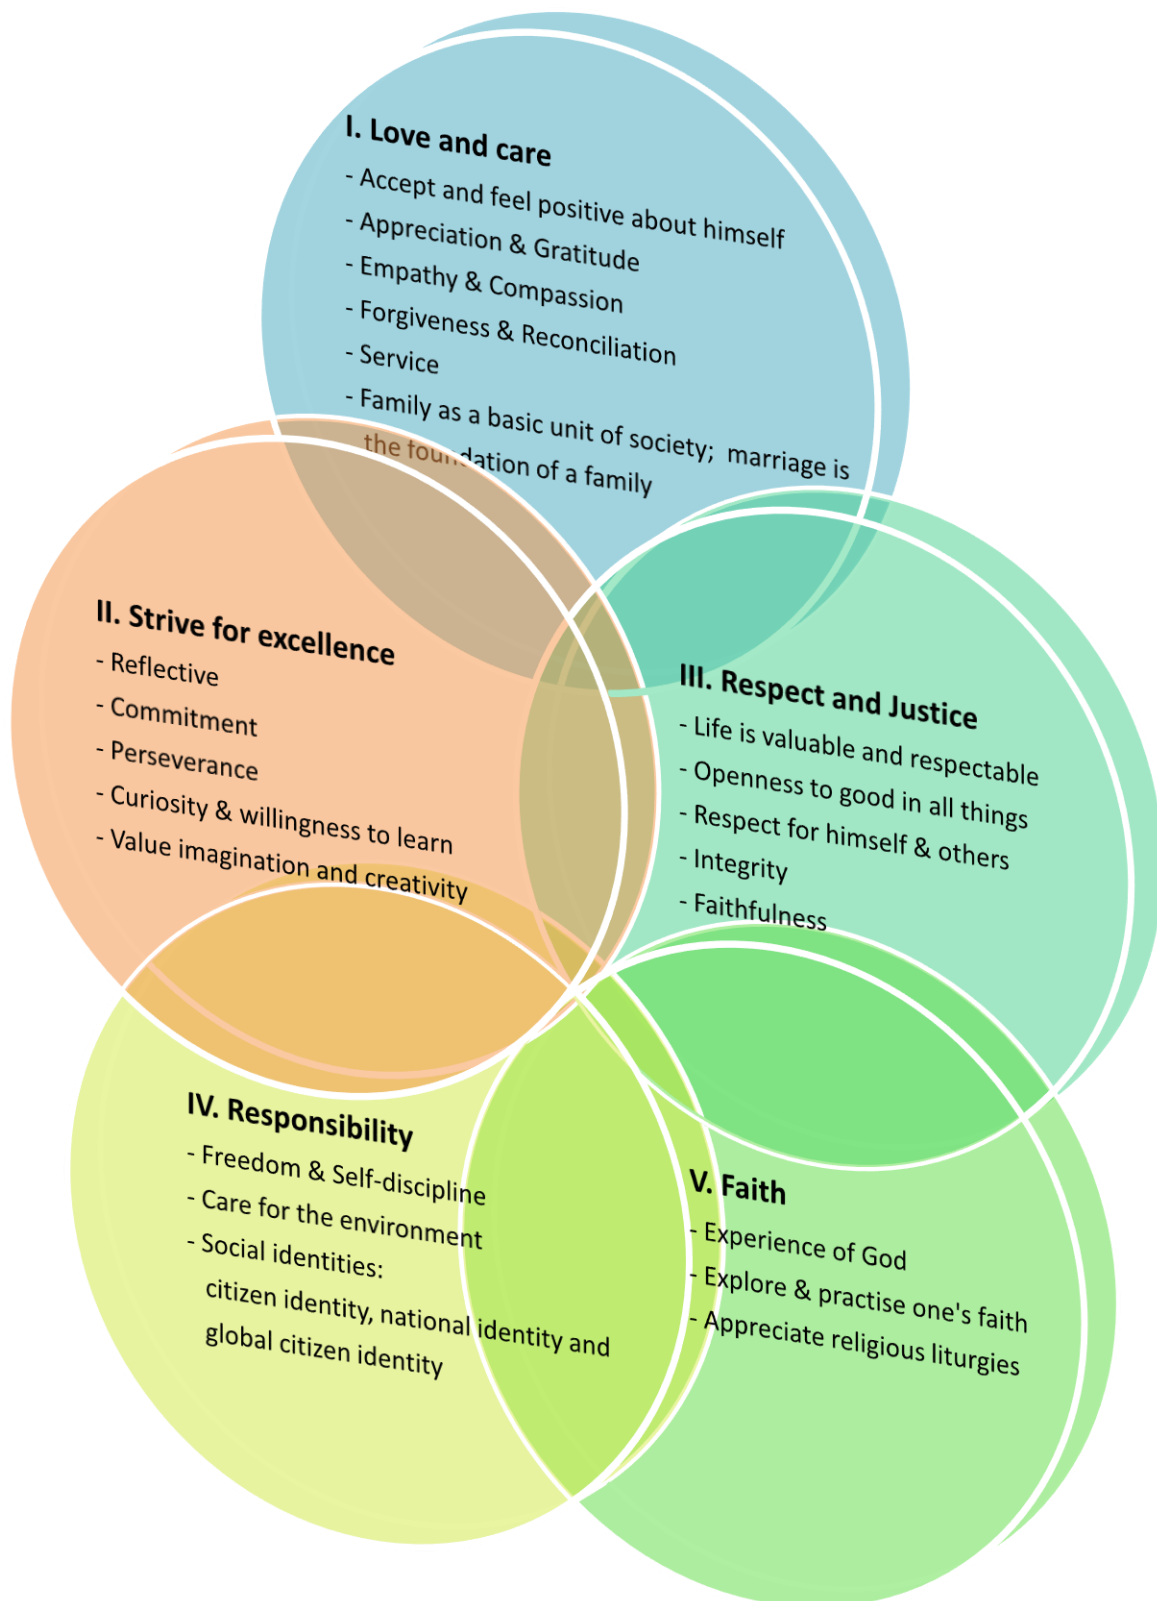 I. Love and care
- Accept and feel positive about himself
- Appreciation & Gratitude
- Empathy & Compassion
- Forgiveness & Reconciliation
- Service
- Family as a basic unit of society; marriage is
the foundation of a family
II. Strive for excellence
- Reflective
- Commitment
- Perseverance
- Curiosity & willingness to learn
- Value imagination and creativity
III. Respect and Justice
- Life is valuable and respectable
- Openness to good in all things
- Respect for himself & others
- Integrity
- Faithfulness
IV. Responsibility
- Freedom & Self-discipline
- Care for the environment
- Social identities:
citizen identity, national identity and
global citizen identity
V. Faith
- Experience of God
- Explore & practise one's faith
- Appreciate religious liturgies